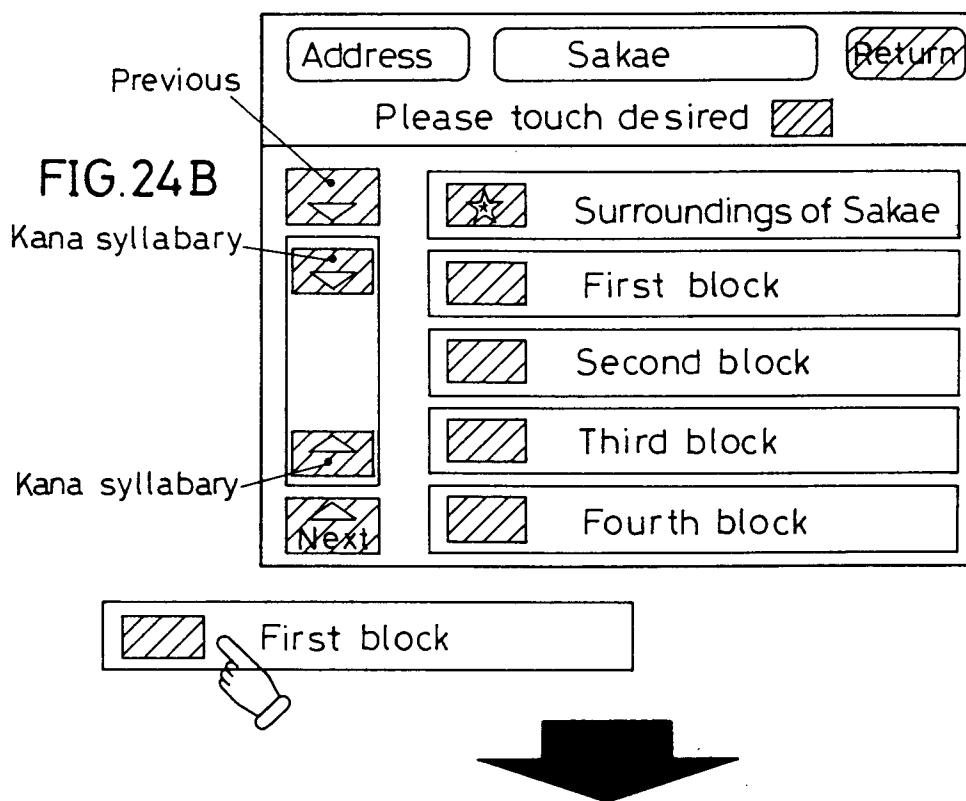 Address Sakae Return
Please touch desired
Previous
FIG.24B
Kana syllabary
Surroundings of Sakae
First block
Second block
Third block
Kana syllabary
Next
Fourth block
First block